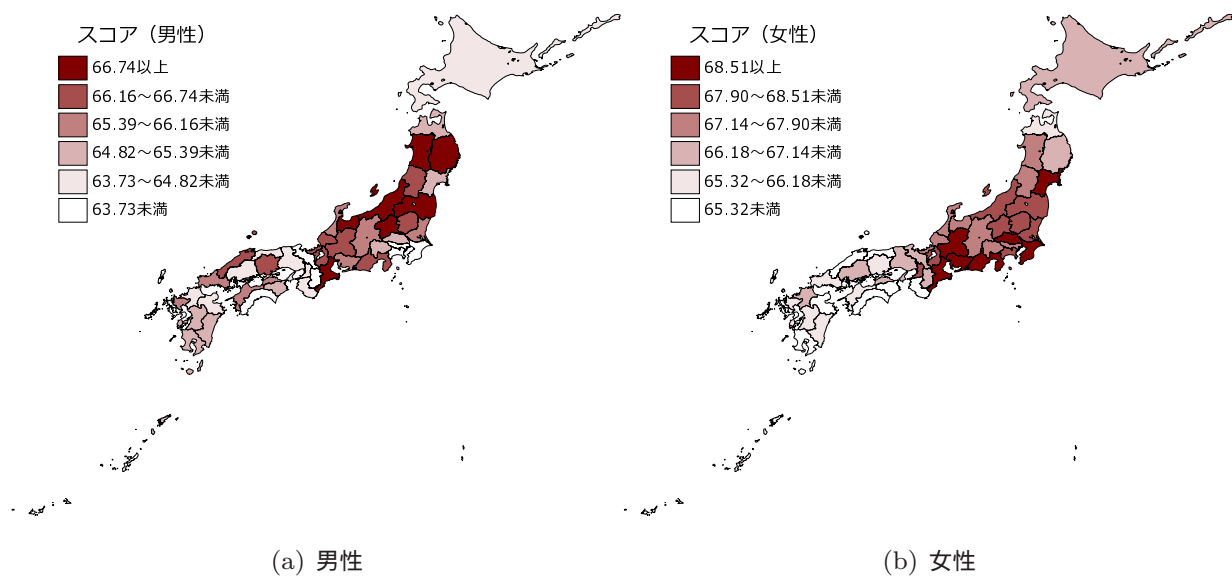 スコア（男性）
66.74以上
66.16～66.74未満
65.39～66.16未満
64.82～65.39未満
63.73～64.82未満
63.73未満
スコア（女性）
68.51以上
67.90～68.51未満
67.14～67.90未満
66.18～67.14未満
65.32～66.18未満
65.32未満
(a) 男性
(b) 女性